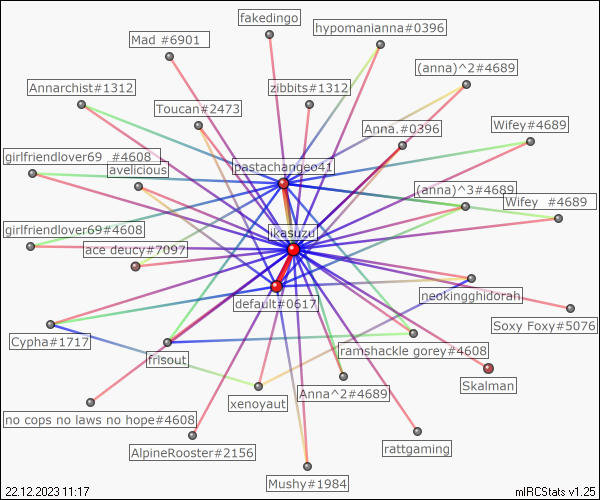 fakedingo
hypomanianna#0396
Mad #6901
(anna)^2#4689
Annarchist#1312
zibbits#1312
Toucan#2473
Wifey#4689
Anna.#0396
girlfriendlover69 #4608
pastachangeo41
avelicious
(anna)^3#4689
Wifey #4689
girlfriendlover69#4608
ikasuzu
ace deucy#7097
neokingghidorah
default#0617
Soxy Foxy#5076
Cypha#1717
frisout
ramshackle gorey#4608
Skalman
Anna^2#4689
xenoyaut
no cops no laws no hope#4608
rattgaming
AlpineRooster#2156
Mushy#1984
22.12.2023 11:17
mIRCStats v1.25